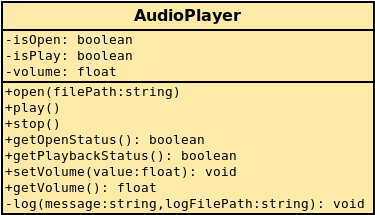 AudioPlayer
-isOpen: boolean
-isPlay: boolean
-volume: float
+open(filePath:string)
+play()
+stop()
+getOpenStatus(): boolean
+getPlaybackStatus(): boolean
+setVolume(value:float): void
+getVolume(): float
-log(message:string,logFilePath:string): void